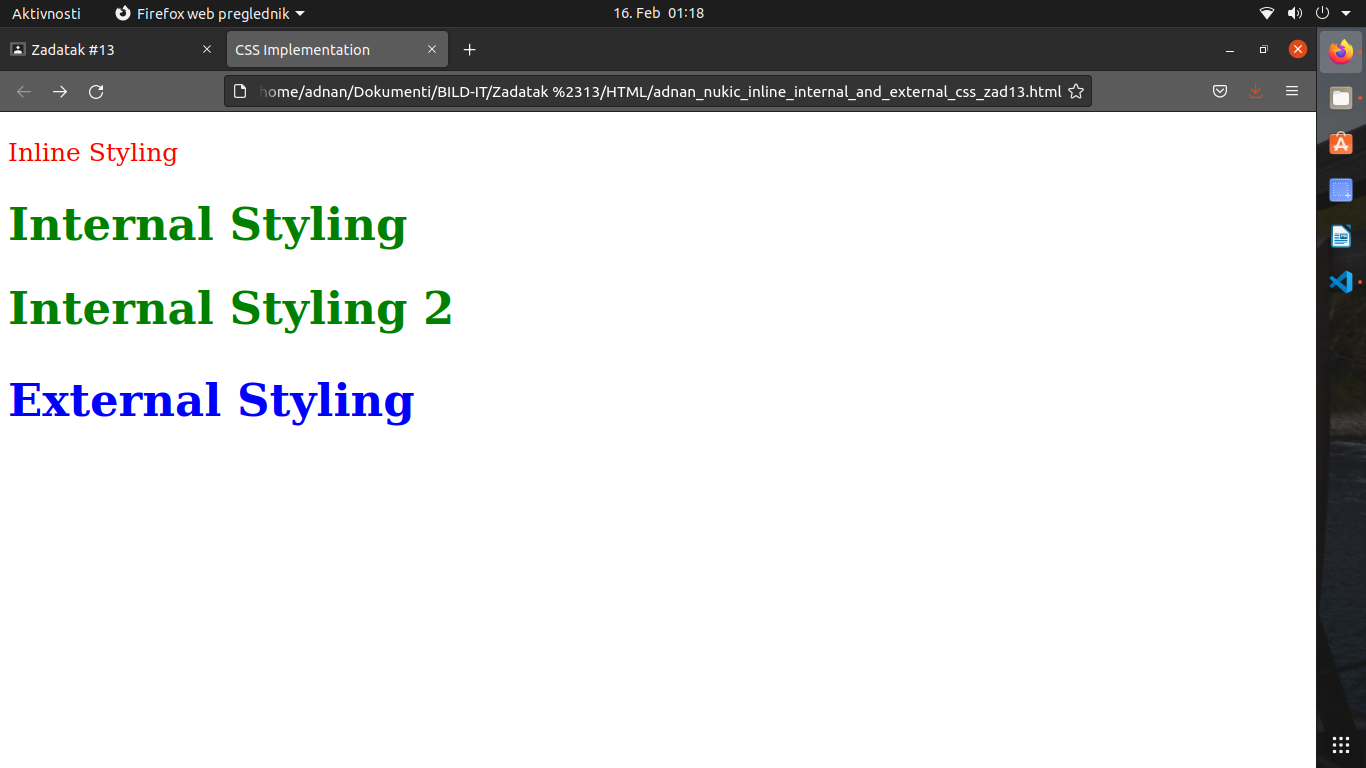 Aktivnosti
Firefox web preglednik
16. Feb 01:18
Zadatak #13
CSS Implementation
home/adnan/Dokumenti/BILD-IT/Zadatak %2313/HTML/adnan_nukic_inline_internal_and_external_css_zad13.html
Inline Styling
Internal Styling
Internal Styling 2
External Styling